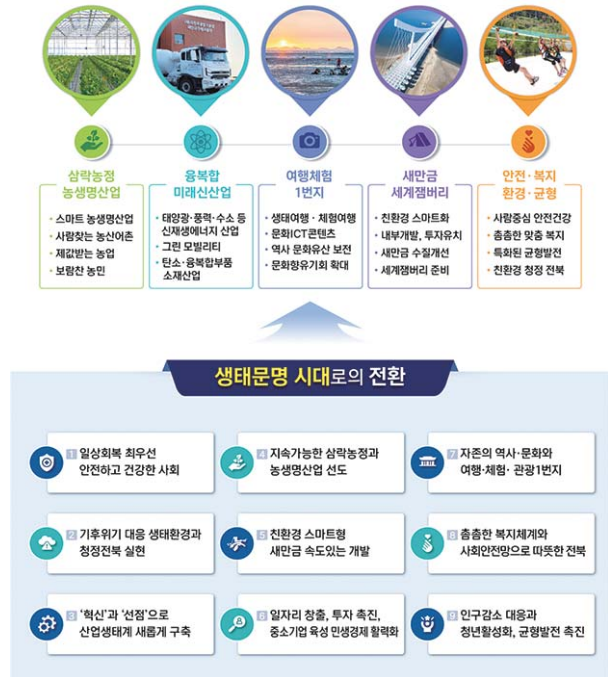 삼락농정
농생명산업
• 스마트 농생명산업
• 사람찾는 농산어촌
• 제값받는 농업
• 보람찬 농민
융복합
미래신산업
• 태양광·풍력·수소 등
신재생에너지 산업
• 그린 모빌리티
• 탄소·융복합부품
소재산업
여행체험
1번지
• 생태여행·체험여행
• 문화ICT콘텐츠
• 역사 문화유산 보전
• 문화향유기회 확대
새만금
세계잼버리
• 친환경 스마트화
• 내부개발, 투자유치
• 새만금 수질개선
• 세계잼버리 준비
안전·복지
환경·균형
• 사람중심 안전건강
• 촘촘한 맞춤 복지
• 특화된 균형발전
• 친환경 청정 전북
생태문명 시대로의 전환
1 일상회복 최우선
안전하고 건강한 사회
2 기후위기 대응 생태환경과
청정전북 실현
3 '혁신'과 '선점'으로
산업생태계 새롭게 구축
4 지속가능한 삼락농정과
농생명산업 선도
5 친환경 스마트형
새만금 속도있는 개발
6 일자리 창출, 투자 촉진,
중소기업 육성 민생경제 활력화
7 자존의 역사·문화와
여행·체험·관광1번지
8 촘촘한 복지체계와
사회안전망으로 따뜻한 전북
9 인구감소 대응과
청년활성화, 균형발전 촉진